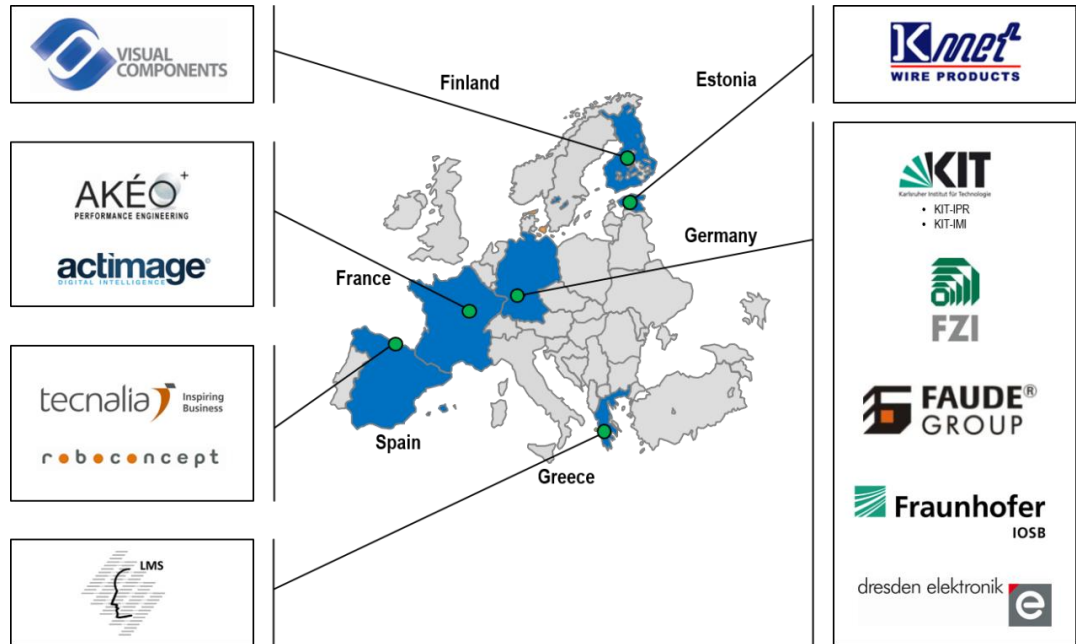 VISUAL
COMPONENTS
AKÉO+
PERFORMANCE ENGINEERING
actimage®
DIGITAL INTELLIGENCE
tecnalia Inspiring
Business
roboconcept
LMS
Finland
Estonia
Germany
France
Spain
Greece
Kmet
WIRE PRODUCTS
KIT
Karlsruher Institut für Technologie
• KIT-IPR
• KIT-IMI
FZI
FAUDE®
GROUP
Fraunhofer
IOSB
dresden elektronik e